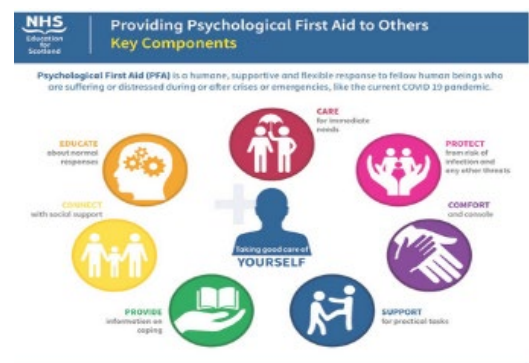 NHS
Education
for
Scotland
Providing Psychological First Aid to Others
Key Components
Psychological First Aid (PFA) is a humane, supportive and flexible response to fellow human beings who
are suffering or distressed during or after crises or emergencies, like the current COVID 19 pandemic.
CARE
for immediate
needs
PROTECT
from risk of
infection and
any other threats
COMFORT
and console
SUPPORT
for practical tasks
PROVIDE
information on
coping
CONNECT
with social support
EDUCATE
about normal
responses
Taking good care of
YOURSELF